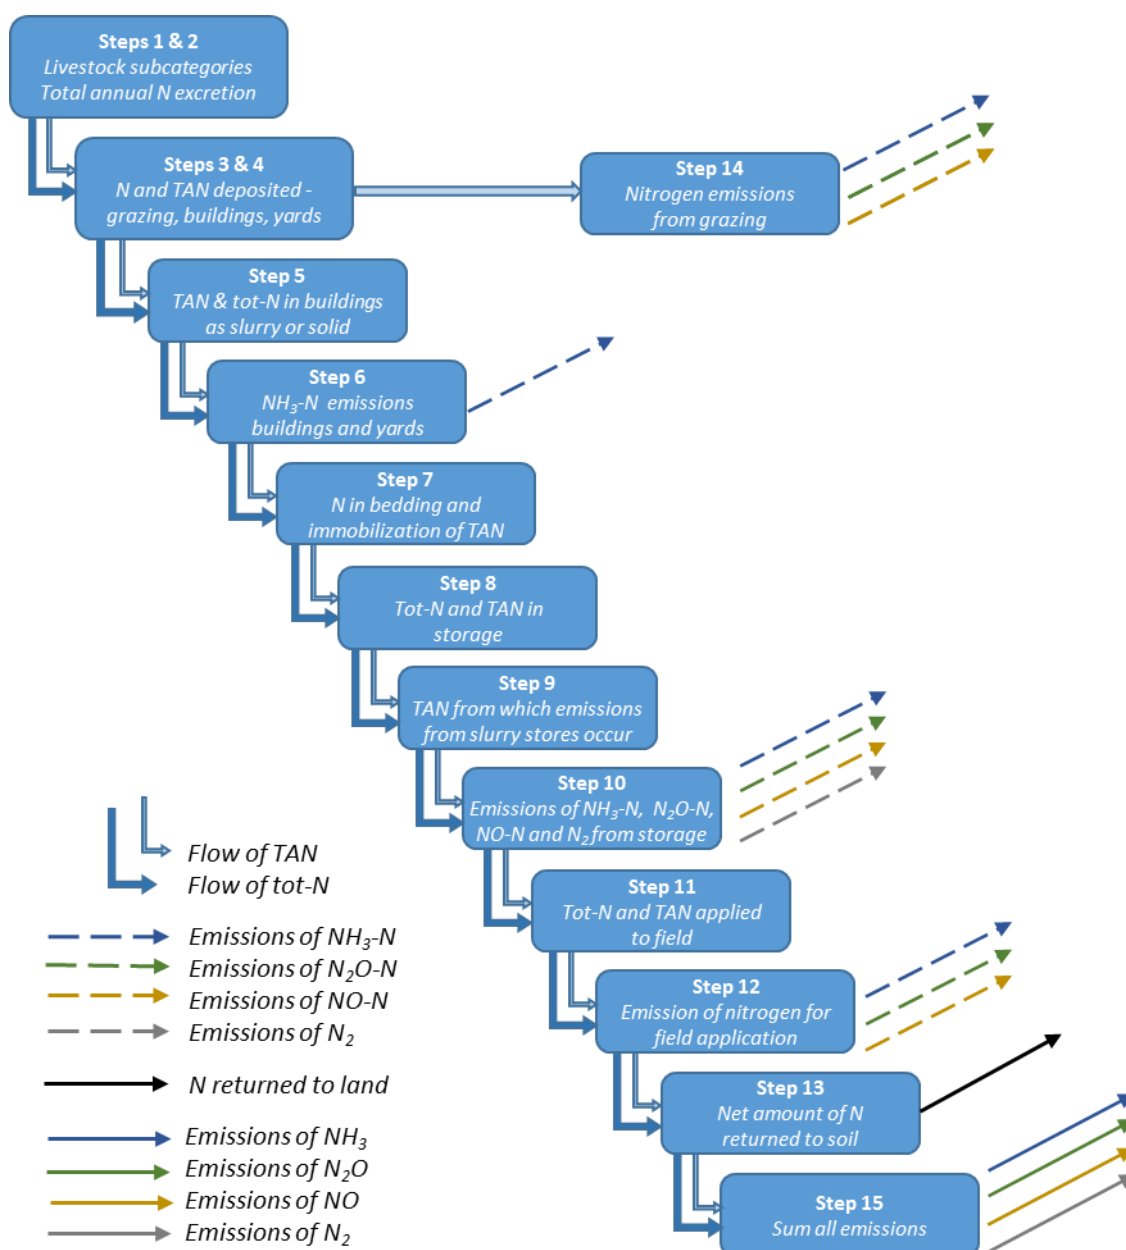 Steps 1 & 2
Livestock subcategories
Total annual N excretion
Steps 3 & 4
N and TAN deposited -
grazing, buildings, yards
Step 14
Nitrogen emissions
from grazing
Step 5
TAN & tot-N in buildings
as slurry or solid
Step 6
NH₃-N emissions
buildings and yards
Step 7
N in bedding and
immobilization of TAN
Step 8
Tot-N and TAN in
storage
Step 9
TAN from which emissions
from slurry stores occur
Step 10
Emissions of NH₃-N, N₂O-N,
NO-N and N₂ from storage
Step 11
Tot-N and TAN applied
to field
Step 12
Emission of nitrogen for
field application
Step 13
Net amount of N
returned to soil
Step 15
Sum all emissions
Flow of TAN
Flow of tot-N
Emissions of NH₃-N
Emissions of N₂O-N
Emissions of NO-N
Emissions of N₂
N returned to land
Emissions of NH₃
Emissions of N₂O
Emissions of NO
Emissions of N₂